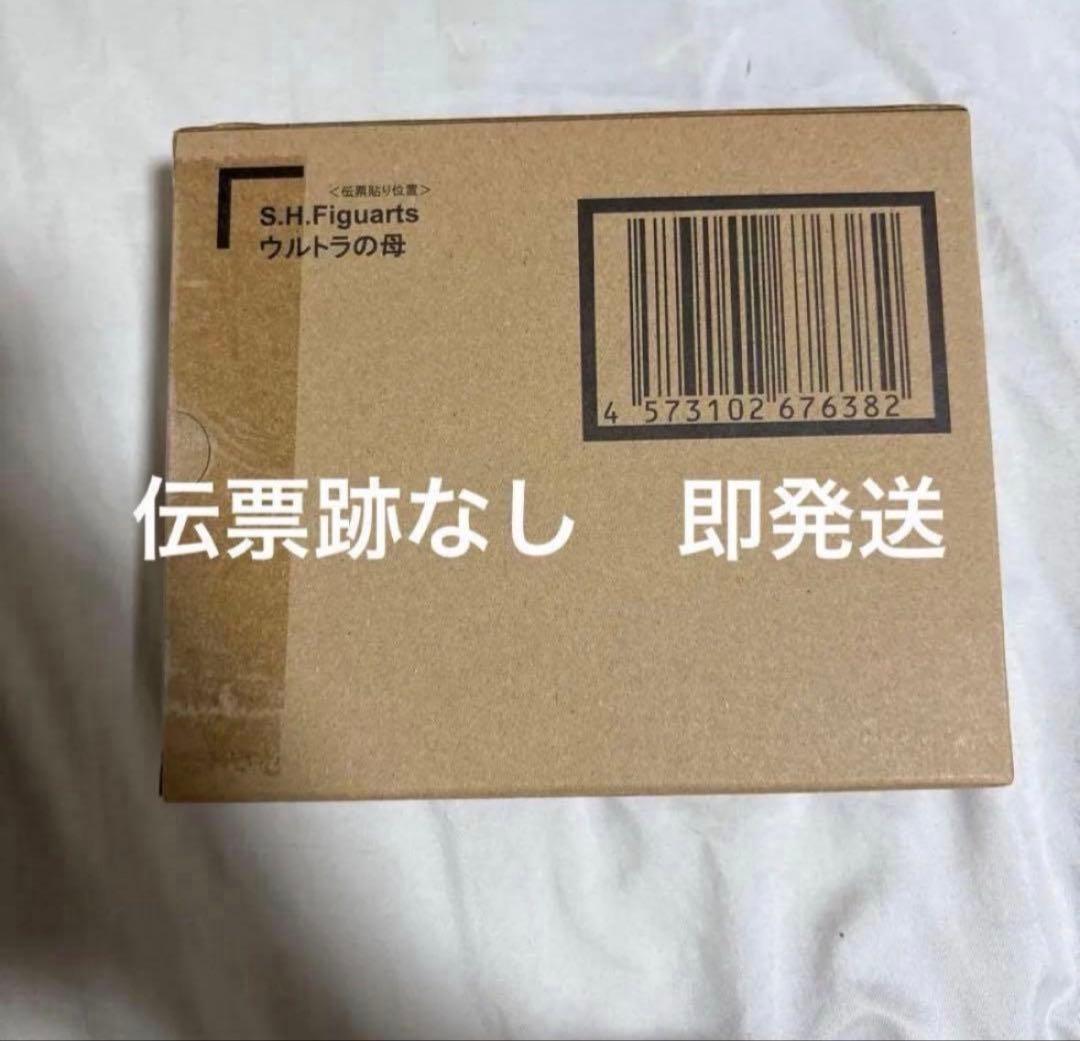 <伝票貼り位置>
S.H.Figuarts
ウルトラの母
4 573102 676382
伝票跡なし　即発送